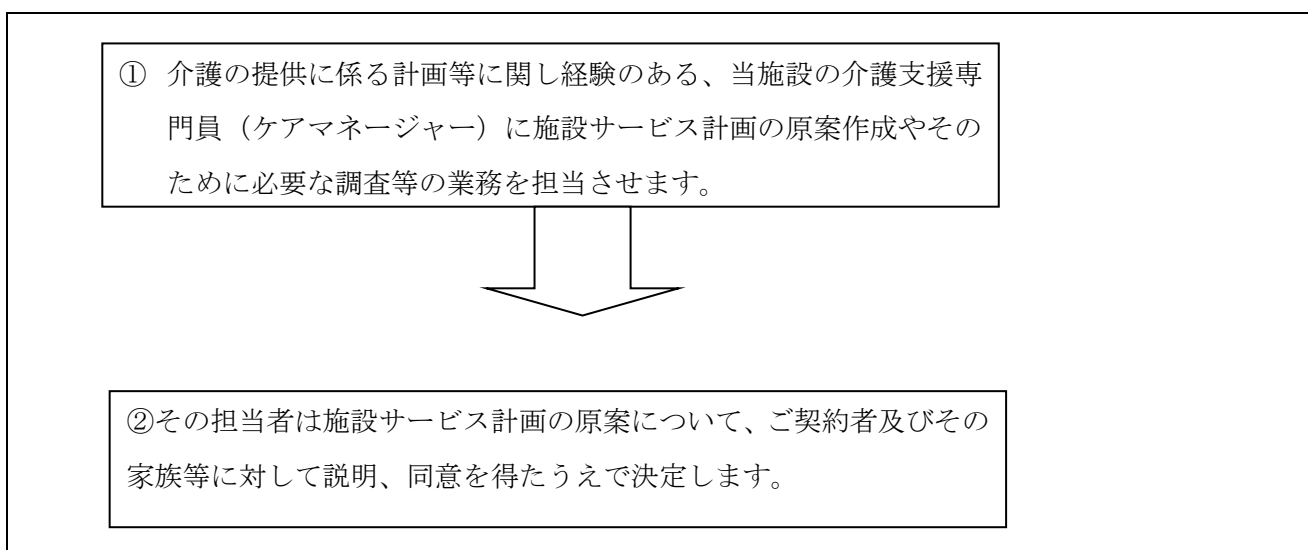 ① 介護の提供に係る計画等に関し経験のある、当施設の介護支援専
門員（ケアマネージャー）に施設サービス計画の原案作成やその
ために必要な調査等の業務を担当させます。
②その担当者は施設サービス計画の原案について、ご契約者及びその
家族等に対して説明、同意を得たうえで決定します。